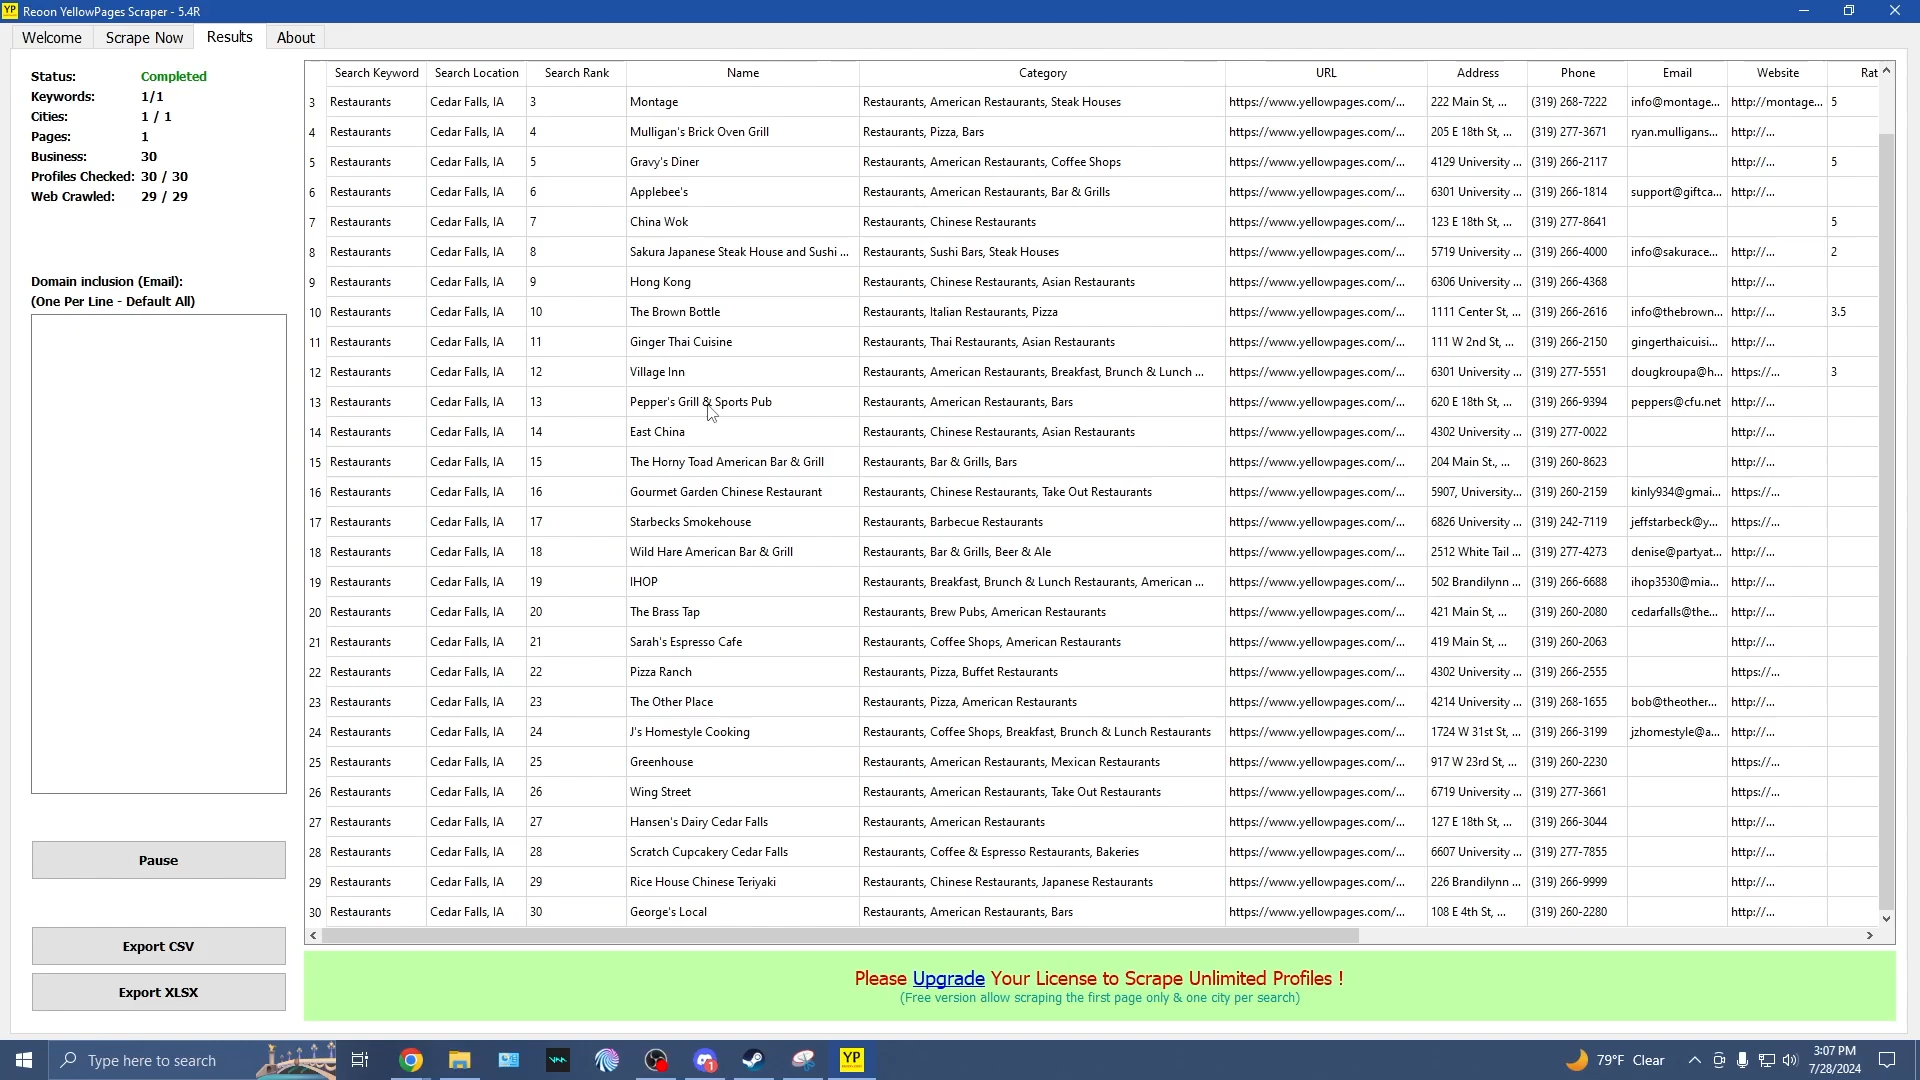 YP Reoon YellowPages Scraper - 5.4R
Welcome Scrape Now Results About
Status: Completed
Keywords: 1/1
Cities: 1 / 1
Pages: 1
Business: 30
Profiles Checked: 30 / 30
Web Crawled: 29 / 29
Domain inclusion (Email):
(One Per Line - Default All)
Pause
Export CSV
Export XLSX
Search Keyword Search Location Search Rank Name Category URL Address Phone Email Website Rat
3 Restaurants Cedar Falls, IA 3 Montage Restaurants, American Restaurants, Steak Houses https://www.yellowpages.com/... 222 Main St, ... (319) 268-7222 info@montage... http://montage... 5
4 Restaurants Cedar Falls, IA 4 Mulligan's Brick Oven Grill Restaurants, Pizza, Bars https://www.yellowpages.com/... 205 E 18th St, ... (319) 277-3671 ryan.mulligans... http://...
5 Restaurants Cedar Falls, IA 5 Gravy's Diner Restaurants, American Restaurants, Coffee Shops https://www.yellowpages.com/... 4129 University ... (319) 266-2117 http://... 5
6 Restaurants Cedar Falls, IA 6 Applebee's Restaurants, American Restaurants, Bar & Grills https://www.yellowpages.com/... 6301 University ... (319) 266-1814 support@giftca... http://...
7 Restaurants Cedar Falls, IA 7 China Wok Restaurants, Chinese Restaurants https://www.yellowpages.com/... 123 E 18th St, ... (319) 277-8641 5
8 Restaurants Cedar Falls, IA 8 Sakura Japanese Steak House and Sushi ... Restaurants, Sushi Bars, Steak Houses https://www.yellowpages.com/... 5719 University ... (319) 266-4000 info@sakurace... http://... 2
9 Restaurants Cedar Falls, IA 9 Hong Kong Restaurants, Chinese Restaurants, Asian Restaurants https://www.yellowpages.com/... 6306 University ... (319) 266-4368 http://...
10 Restaurants Cedar Falls, IA 10 The Brown Bottle Restaurants, Italian Restaurants, Pizza https://www.yellowpages.com/... 1111 Center St, ... (319) 266-2616 info@thebrown... http://... 3.5
11 Restaurants Cedar Falls, IA 11 Ginger Thai Cuisine Restaurants, Thai Restaurants, Asian Restaurants https://www.yellowpages.com/... 111 W 2nd St, ... (319) 266-2150 gingerthaicuisi... http://...
12 Restaurants Cedar Falls, IA 12 Village Inn Restaurants, American Restaurants, Breakfast, Brunch & Lunch ... https://www.yellowpages.com/... 6301 University ... (319) 277-5551 dougkroupa@h... https://... 3
13 Restaurants Cedar Falls, IA 13 Pepper's Grill & Sports Pub Restaurants, American Restaurants, Bars https://www.yellowpages.com/... 620 E 18th St, ... (319) 266-9394 peppers@cfu.net http://...
14 Restaurants Cedar Falls, IA 14 East China Restaurants, Chinese Restaurants, Asian Restaurants https://www.yellowpages.com/... 4302 University ... (319) 277-0022 http://...
15 Restaurants Cedar Falls, IA 15 The Horny Toad American Bar & Grill Restaurants, Bar & Grills, Bars https://www.yellowpages.com/... 204 Main St., ... (319) 260-8623 http://...
16 Restaurants Cedar Falls, IA 16 Gourmet Garden Chinese Restaurant Restaurants, Chinese Restaurants, Take Out Restaurants https://www.yellowpages.com/... 5907, University... (319) 260-2159 kinly934@gmai... https://...
17 Restaurants Cedar Falls, IA 17 Starbecks Smokehouse Restaurants, Barbecue Restaurants https://www.yellowpages.com/... 6826 University ... (319) 242-7119 jeffstarbeck@y... https://...
18 Restaurants Cedar Falls, IA 18 Wild Hare American Bar & Grill Restaurants, Bar & Grills, Beer & Ale https://www.yellowpages.com/... 2512 White Tail ... (319) 277-4273 denise@partyat... http://...
19 Restaurants Cedar Falls, IA 19 IHOP Restaurants, Breakfast, Brunch & Lunch Restaurants, American ... https://www.yellowpages.com/... 502 Brandilynn ... (319) 266-6688 ihop3530@mia... http://...
20 Restaurants Cedar Falls, IA 20 The Brass Tap Restaurants, Brew Pubs, American Restaurants https://www.yellowpages.com/... 421 Main St, ... (319) 260-2080 cedarfalls@the... http://...
21 Restaurants Cedar Falls, IA 21 Sarah's Espresso Cafe Restaurants, Coffee Shops, American Restaurants https://www.yellowpages.com/... 419 Main St, ... (319) 260-2063 http://...
22 Restaurants Cedar Falls, IA 22 Pizza Ranch Restaurants, Pizza, Buffet Restaurants https://www.yellowpages.com/... 4302 University ... (319) 266-2555 https://...
23 Restaurants Cedar Falls, IA 23 The Other Place Restaurants, Pizza, American Restaurants https://www.yellowpages.com/... 4214 University ... (319) 268-1655 bob@theother... http://...
24 Restaurants Cedar Falls, IA 24 J's Homestyle Cooking Restaurants, Coffee Shops, Breakfast, Brunch & Lunch Restaurants https://www.yellowpages.com/... 1724 W 31st St, ... (319) 266-3199 jzhomestyle@a... http://...
25 Restaurants Cedar Falls, IA 25 Greenhouse Restaurants, American Restaurants, Mexican Restaurants https://www.yellowpages.com/... 917 W 23rd St, ... (319) 260-2230 https://...
26 Restaurants Cedar Falls, IA 26 Wing Street Restaurants, American Restaurants, Take Out Restaurants https://www.yellowpages.com/... 6719 University ... (319) 277-3661 https://...
27 Restaurants Cedar Falls, IA 27 Hansen's Dairy Cedar Falls Restaurants, American Restaurants https://www.yellowpages.com/... 127 E 18th St, ... (319) 266-3044 http://...
28 Restaurants Cedar Falls, IA 28 Scratch Cupcakery Cedar Falls Restaurants, Coffee & Espresso Restaurants, Bakeries https://www.yellowpages.com/... 6607 University ... (319) 277-7855 http://...
29 Restaurants Cedar Falls, IA 29 Rice House Chinese Teriyaki Restaurants, Chinese Restaurants, Japanese Restaurants https://www.yellowpages.com/... 226 Brandilynn ... (319) 266-9999 http://...
30 Restaurants Cedar Falls, IA 30 George's Local Restaurants, American Restaurants, Bars https://www.yellowpages.com/... 108 E 4th St, ... (319) 260-2280 http://...
Please Upgrade Your License to Scrape Unlimited Profiles !
(Free version allow scraping the first page only & one city per search)
Type here to search
1
YP
79°F Clear
3:07 PM
7/28/2024